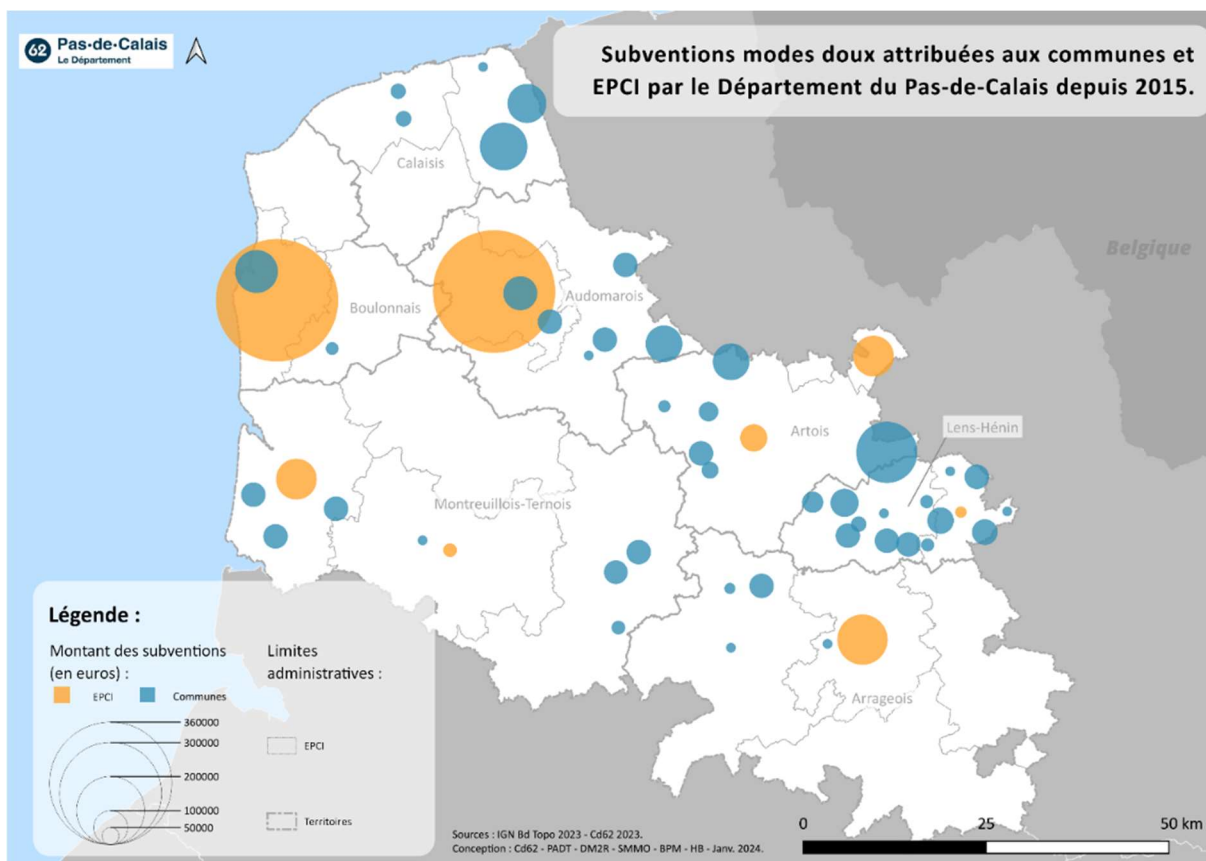 62 Pas-de-Calais
Le Département
Subventions modes doux attribuées aux communes et
EPCI par le Département du Pas-de-Calais depuis 2015.
Calaisis
Belgique
Boulonnais
Audomarois
Artois
Lens-Hénin
Montreuillois-Ternois
Arrageois
Légende :
Montant des subventions
(en euros) :
EPCI
Communes
360000
300000
200000
100000
50000
Limites
administratives :
EPCI
Territoires
Sources : IGN Bd Topo 2023 - Cd62 2023.
Conception : Cd62 - PADT - DM2R - SMMO - BPM - HB - Janv. 2024.
0 25 50 km